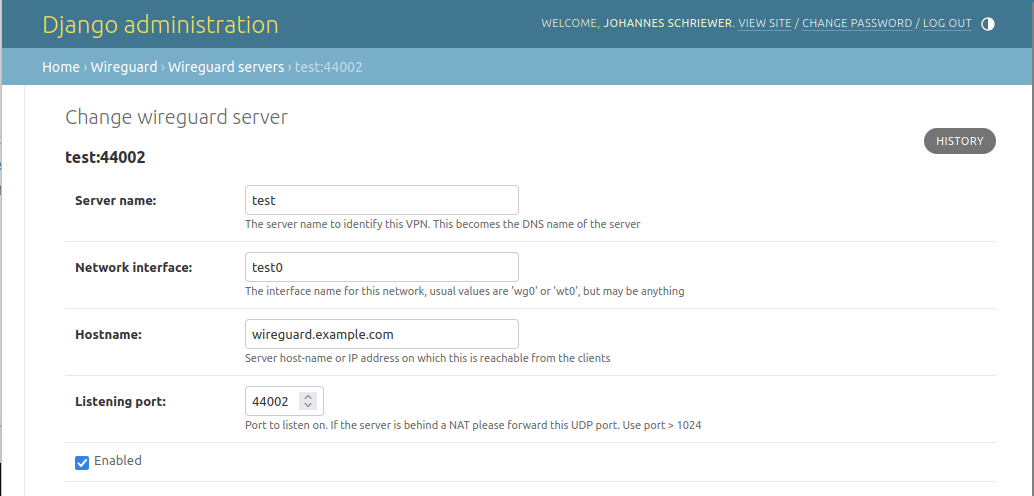 Django administration
WELCOME, JOHANNES SCHRIEWER. VIEW SITE / CHANGE PASSWORD / LOG OUT
Home › Wireguard › Wireguard servers › test:44002
Change wireguard server
HISTORY
test:44002
Server name: test
The server name to identify this VPN. This becomes the DNS name of the server
Network interface: test0
The interface name for this network, usual values are 'wg0' or 'wt0', but may be anything
Hostname: wireguard.example.com
Server host-name or IP address on which this is reachable from the clients
Listening port: 44002
Port to listen on. If the server is behind a NAT please forward this UDP port. Use port > 1024
Enabled